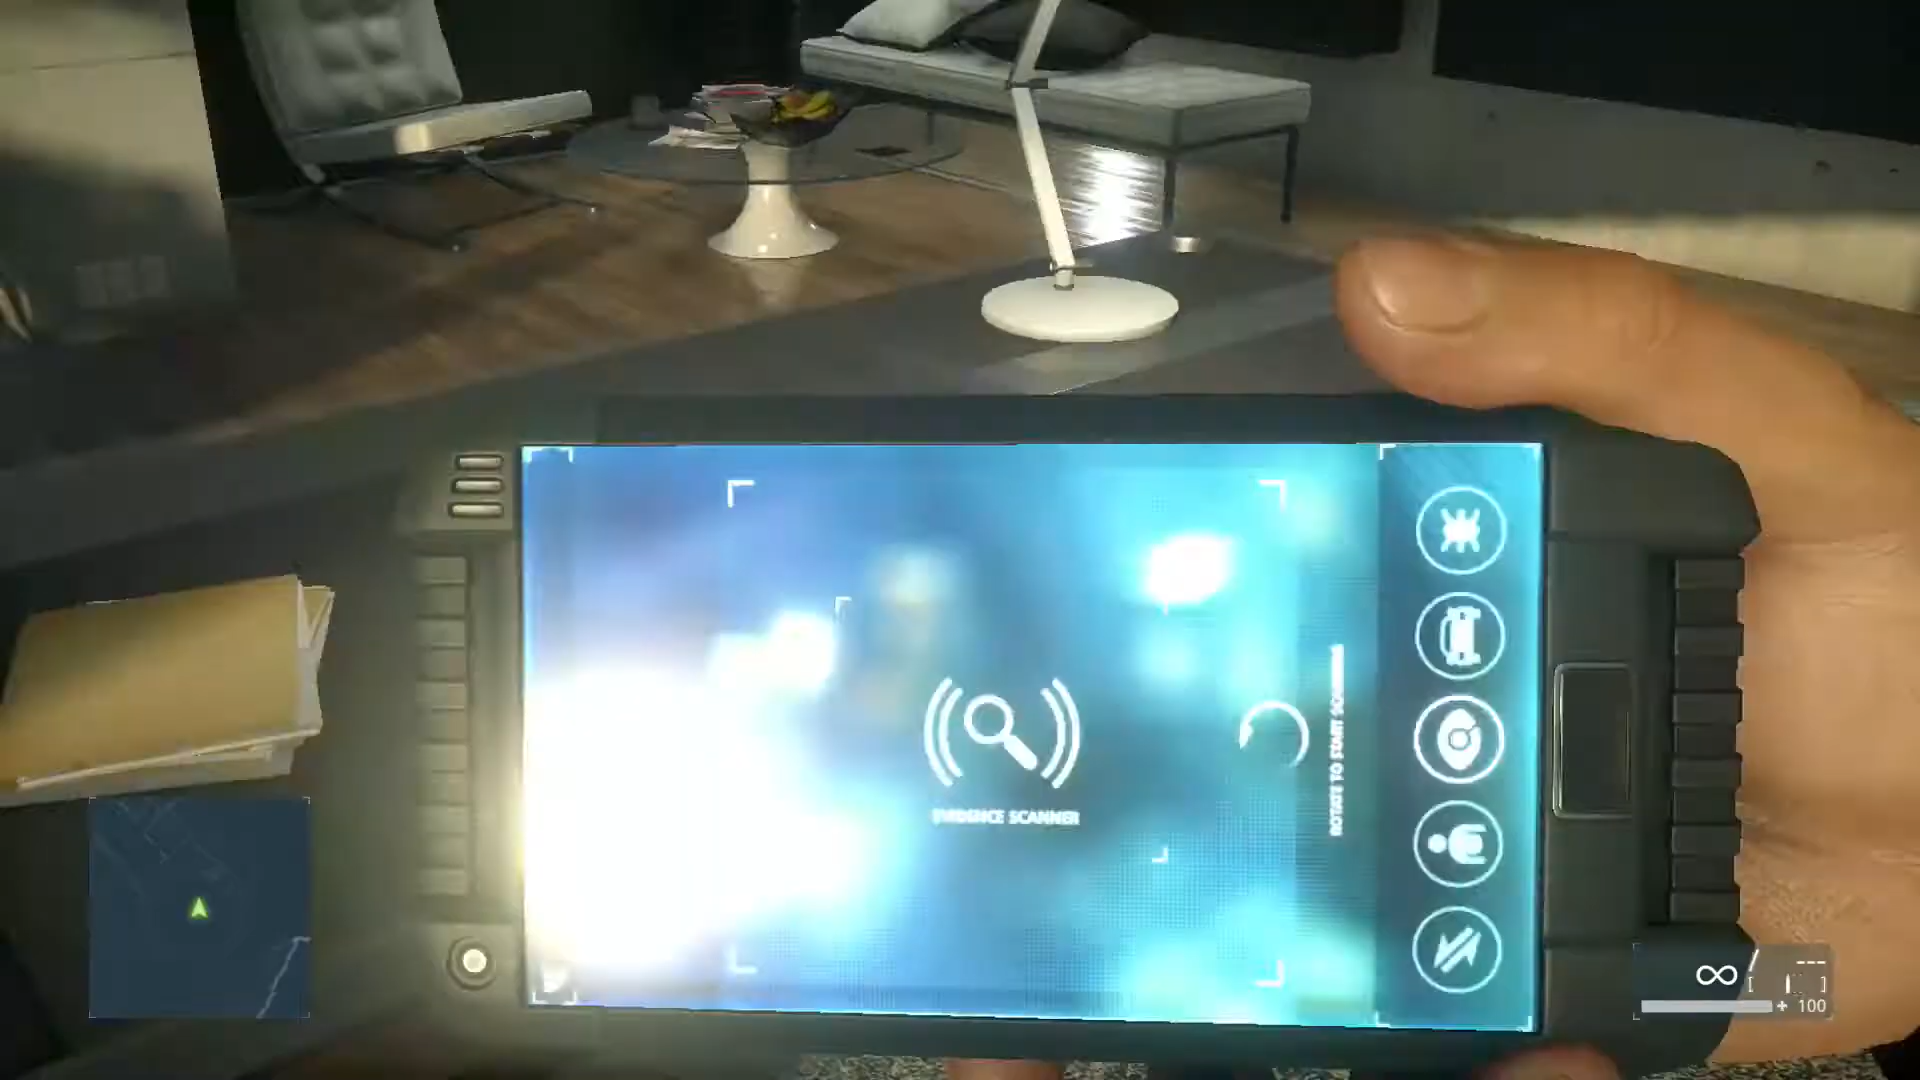 EVIDENCE SCANNER
ROTATE TO START SCANNING
∞
+ 100